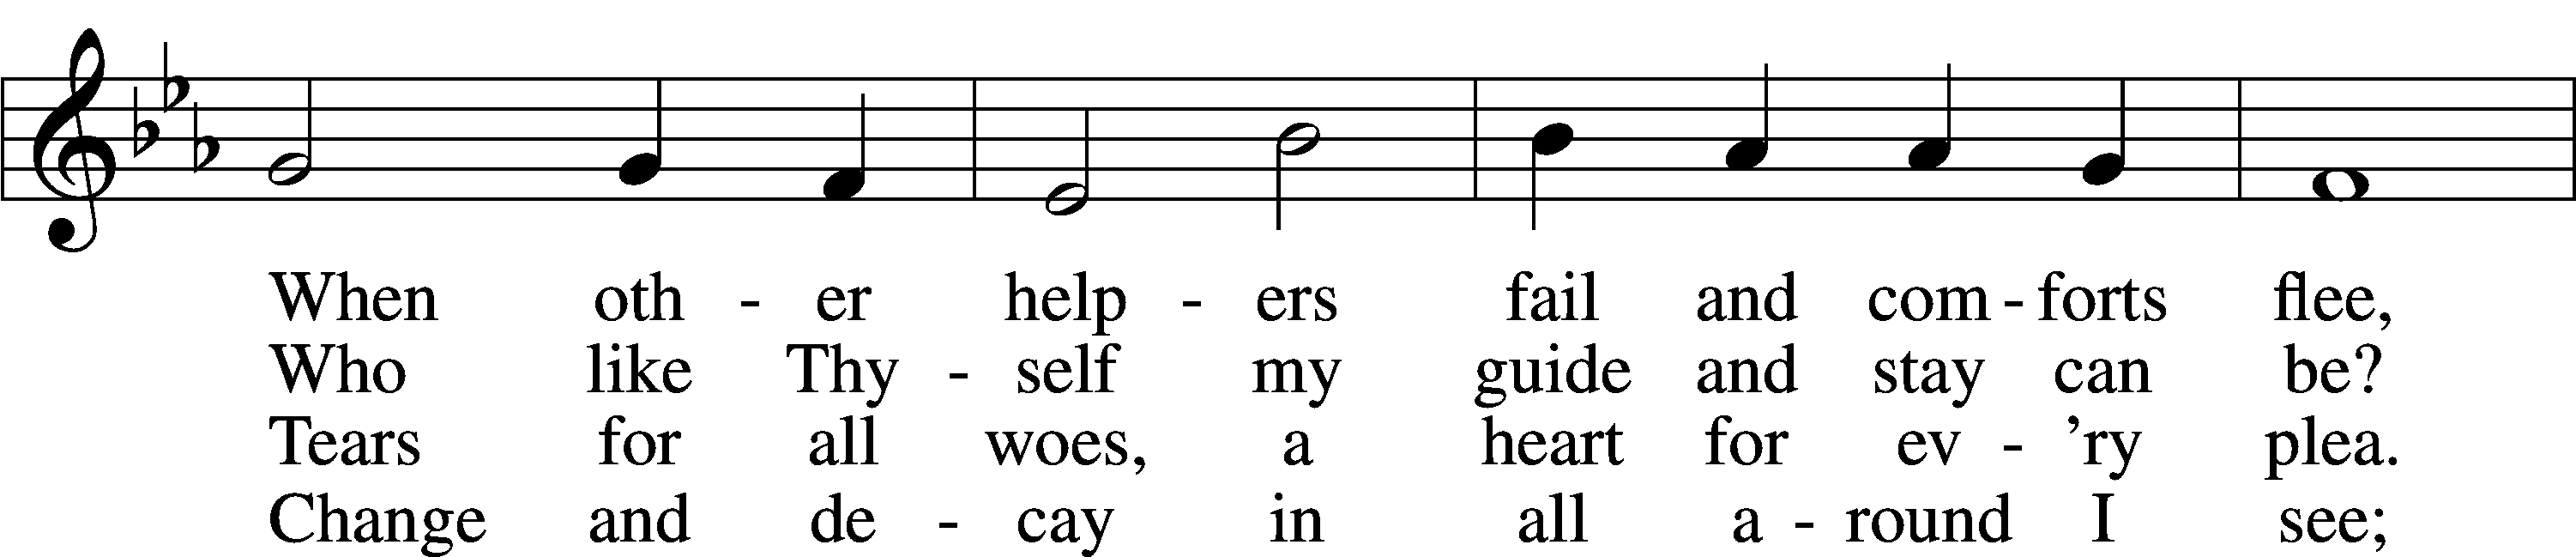 When oth - er help - ers fail and com - forts flee,
Who like Thy - self my guide and stay can be?
Tears for all woes, a heart for ev - 'ry plea.
Change and de - cay in all a - round I see;